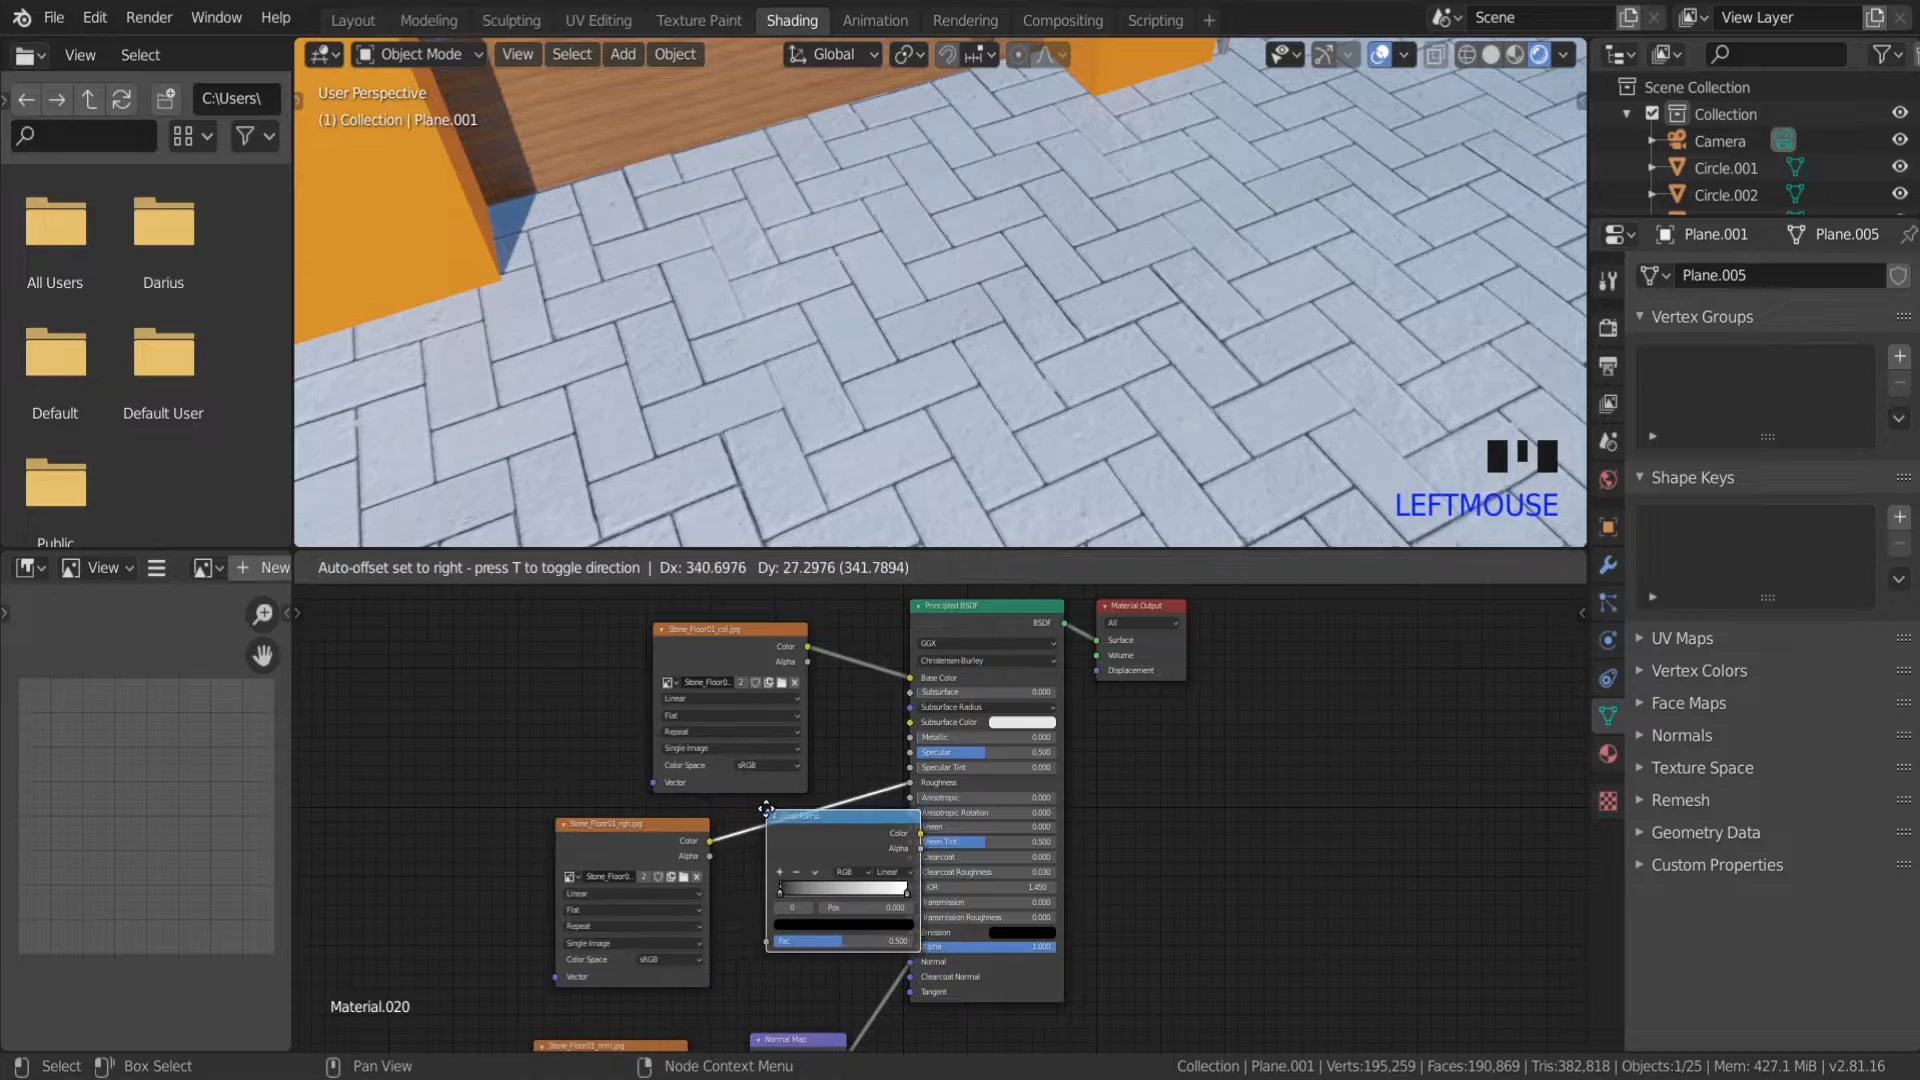 File Edit Render Window Help
Layout Modeling Sculpting UV Editing Texture Paint Shading Animation Rendering Compositing Scripting +
Scene View Layer
View Select
Object Mode View Select Add Object Global
C:\Users\
User Perspective
(1) Collection | Plane.001
All Users Darius
Default Default User
Public
LEFTMOUSE
Scene Collection
Collection
Camera
Circle.001
Circle.002
Plane.001 Plane.005
Plane.005
Vertex Groups
Shape Keys
UV Maps
Vertex Colors
Face Maps
Normals
Texture Space
Remesh
Geometry Data
Custom Properties
View + New
Auto-offset set to right - press T to toggle direction | Dx: 340.6976 Dy: 27.2976 (341.7894)
Stone_Floor01_col.jpg
Color
Alpha
Stone_Floor0.. 2
Linear
Flat
Repeat
Single Image
Color Space sRGB
Vector
Stone_Floor01_rgh.jpg
Color
Alpha
Stone_Floor0.. 2
Linear
Flat
Repeat
Single Image
Color Space sRGB
Vector
Color
Alpha
RGB Linear
0 Pos 0.000
Fac 0.500
Principled BSDF
BSDF
GGX
Christensen-Burley
Base Color
Subsurface 0.000
Subsurface Radius
Subsurface Color
Metallic 0.000
Specular 0.500
Specular Tint 0.000
Roughness
Anisotropic 0.000
Anisotropic Rotation 0.000
0.000
0.500
Clearcoat 0.000
Clearcoat Roughness 0.030
IOR 1.450
Transmission 0.000
Transmission Roughness 0.000
Emission
Alpha 1.000
Normal
Clearcoat Normal
Tangent
Material Output
All
Surface
Volume
Displacement
Stone_Floor01_nrm.jpg
Normal Map
Material.020
Select Box Select Pan View Node Context Menu
Collection | Plane.001 | Verts:195,259 | Faces:190,869 | Tris:382,818 | Objects:1/25 | Mem: 427.1 MiB | v2.81.16